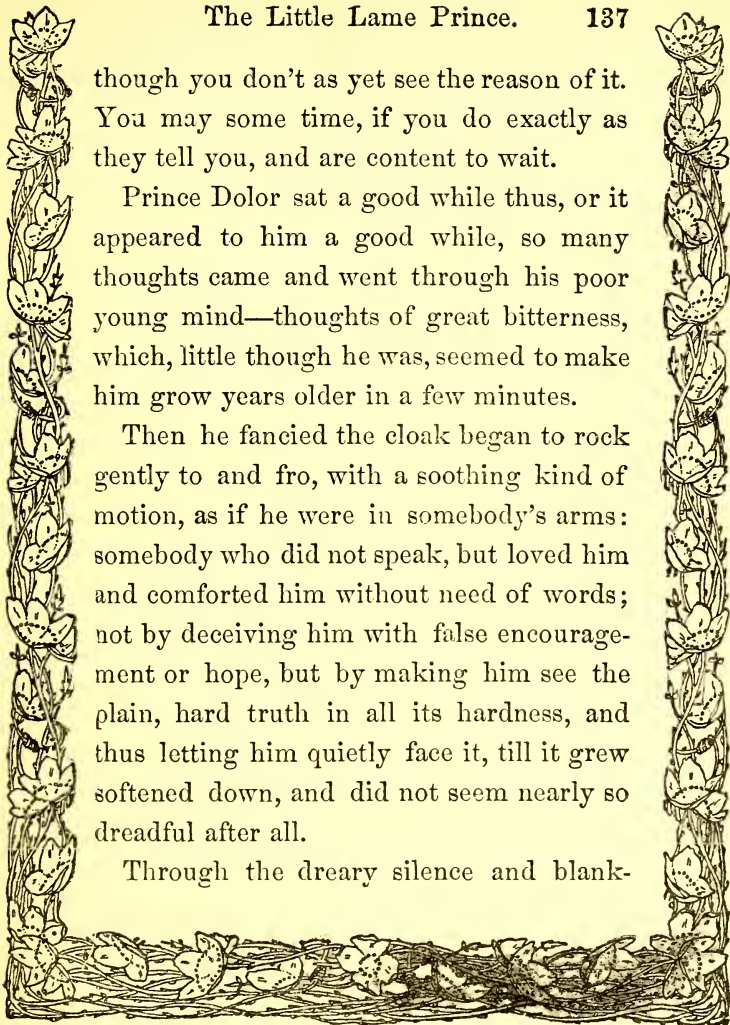 The Little Lame Prince. 137
though you don't as yet see the reason of it.
You may some time, if you do exactly as
they tell you, and are content to wait.
Prince Dolor sat a good while thus, or it
appeared to him a good while, so many
thoughts came and went through his poor
young mind—thoughts of great bitterness,
which, little though he was, seemed to make
him grow years older in a few minutes.
Then he fancied the cloak began to rock
gently to and fro, with a soothing kind of
motion, as if he were in somebody's arms:
somebody who did not speak, but loved him
and comforted him without need of words;
not by deceiving him with false encourage-
ment or hope, but by making him see the
plain, hard truth in all its hardness, and
thus letting him quietly face it, till it grew
softened down, and did not seem nearly so
dreadful after all.
Through the dreary silence and blank-